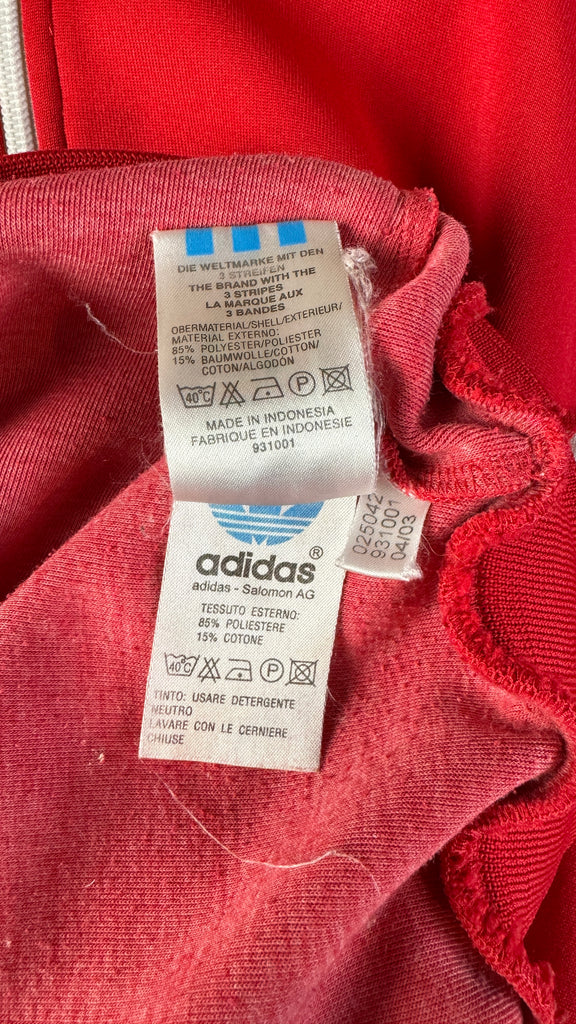 DIE WELTMARKE MIT DEN
3 STREIFEN
THE BRAND WITH THE
3 STRIPES
LA MARQUE AUX
3 BANDES
OBERMATERIAL/SHELL/EXTERIEUR/
MATERIAL EXTERNO:
85% POLYESTER/POLIESTER
15% BAUMWOLLE/COTTON/
COTON/ALGODÓN
40°C
P
MADE IN INDONESIA
FABRIQUE EN INDONESIE
931001
025042
931001
04/03
adidas®
adidas - Salomon AG
TESSUTO ESTERNO:
85% POLIESTERE
15% COTONE
40°C
P
TINTO: USARE DETERGENTE
NEUTRO
LAVARE CON LE CERNIERE
CHIUSE